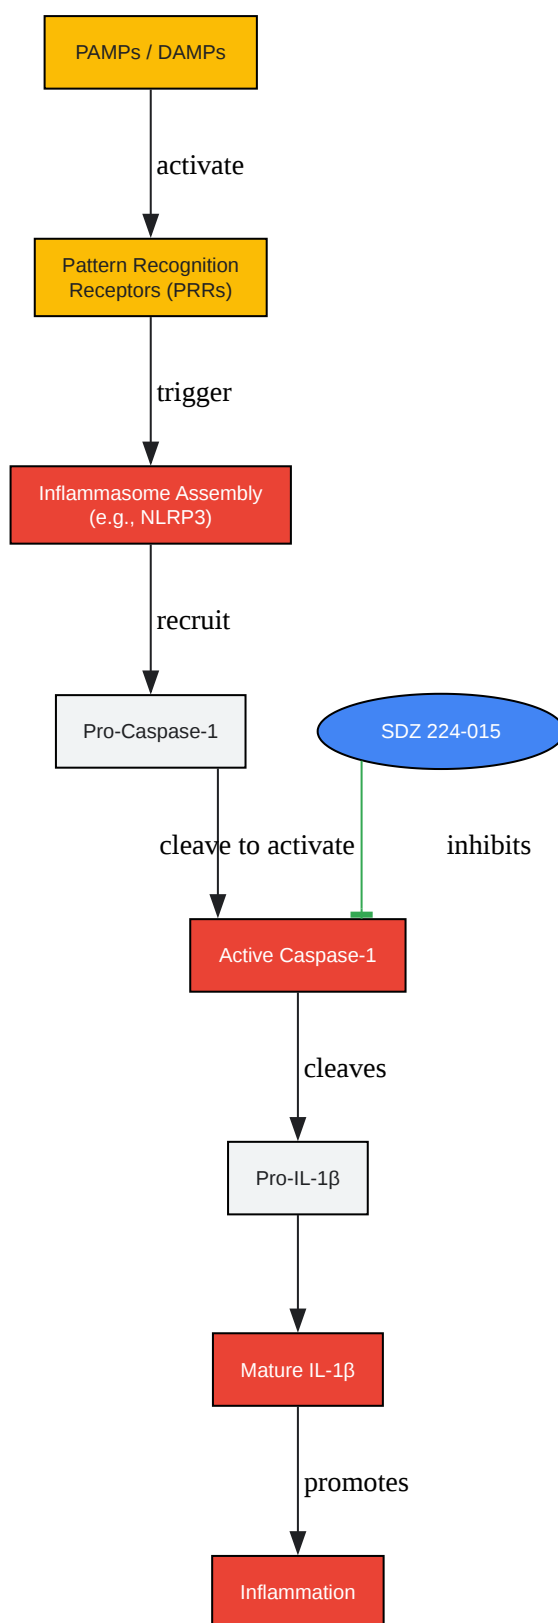 PAMPs / DAMPs
activate
Pattern Recognition
Receptors (PRRs)
trigger
Inflammasome Assembly
(e.g., NLRP3)
recruit
Pro-Caspase-1
SDZ 224-015
cleave to activate
inhibits
Active Caspase-1
cleaves
Pro-IL-1β
Mature IL-1β
promotes
Inflammation